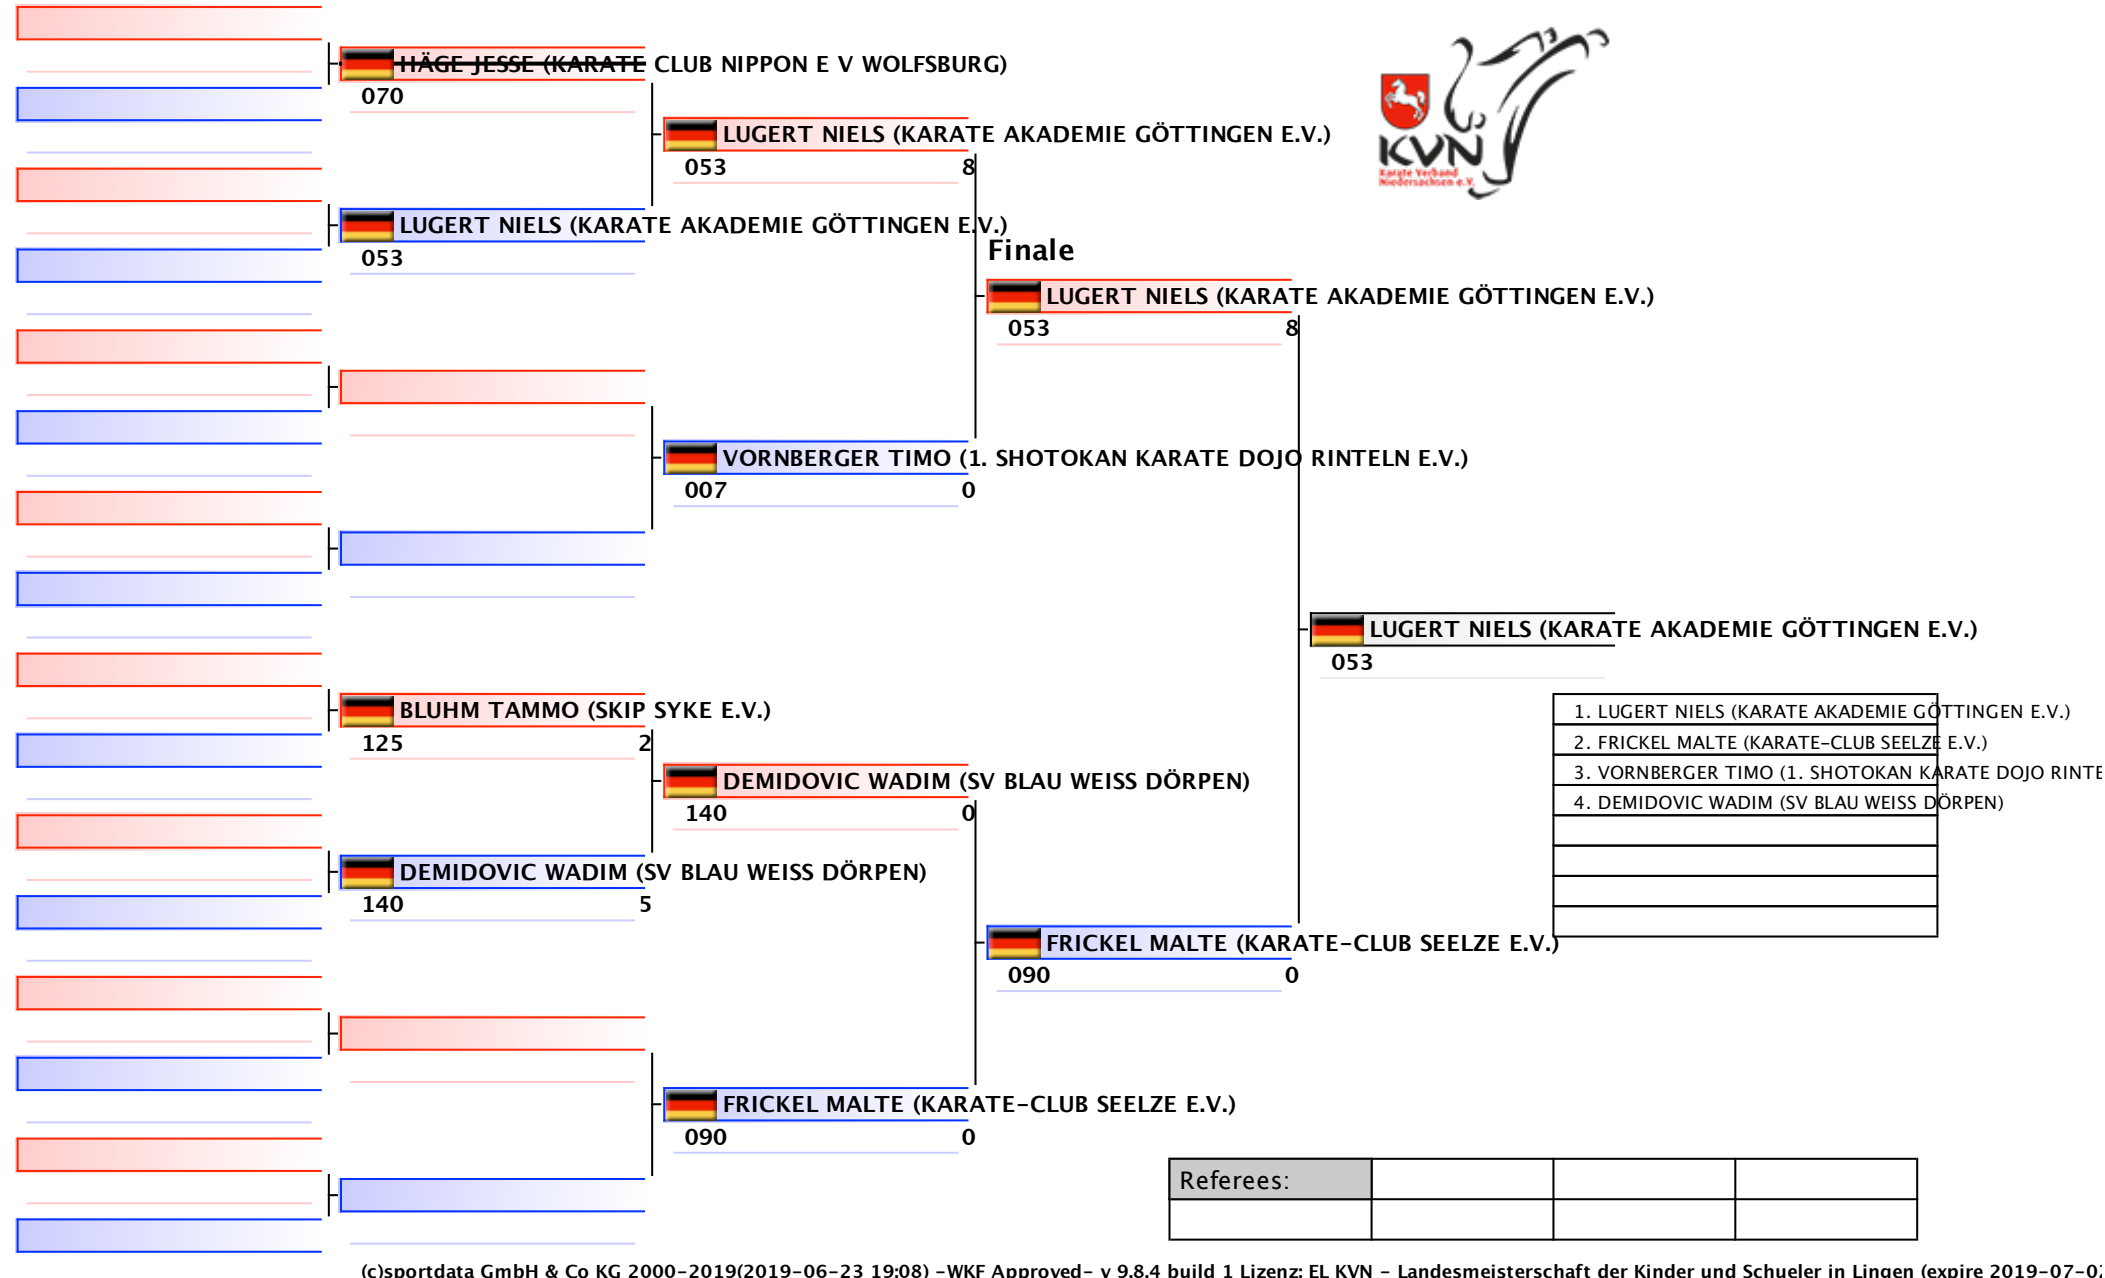 HÄGE JESSE (KARATE CLUB NIPPON E V WOLFSBURG)
070
LUGERT NIELS (KARATE AKADEMIE GÖTTINGEN E.V.)
053 8
KVN
Karate Verband
Niedersachsen e.V.
LUGERT NIELS (KARATE AKADEMIE GÖTTINGEN E.V.)
053
Finale
LUGERT NIELS (KARATE AKADEMIE GÖTTINGEN E.V.)
053 8
VORNBERGER TIMO (1. SHOTOKAN KARATE DOJO RINTELN E.V.)
007 0
LUGERT NIELS (KARATE AKADEMIE GÖTTINGEN E.V.)
053
BLUHM TAMMO (SKIP SYKE E.V.)
125 2
1. LUGERT NIELS (KARATE AKADEMIE GÖTTINGEN E.V.)
2. FRICKEL MALTE (KARATE-CLUB SEELZE E.V.)
3. VORNBERGER TIMO (1. SHOTOKAN KARATE DOJO RINTE
4. DEMIDOVIC WADIM (SV BLAU WEISS DÖRPEN)
DEMIDOVIC WADIM (SV BLAU WEISS DÖRPEN)
140 0
DEMIDOVIC WADIM (SV BLAU WEISS DÖRPEN)
140 5
FRICKEL MALTE (KARATE-CLUB SEELZE E.V.)
090 0
FRICKEL MALTE (KARATE-CLUB SEELZE E.V.)
090 0
Referees:
(c)sportdata GmbH & Co KG 2000-2019(2019-06-23 19:08) -WKF Approved- v 9.8.4 build 1 Lizenz: EL KVN - Landesmeisterschaft der Kinder und Schueler in Lingen (expire 2019-07-02